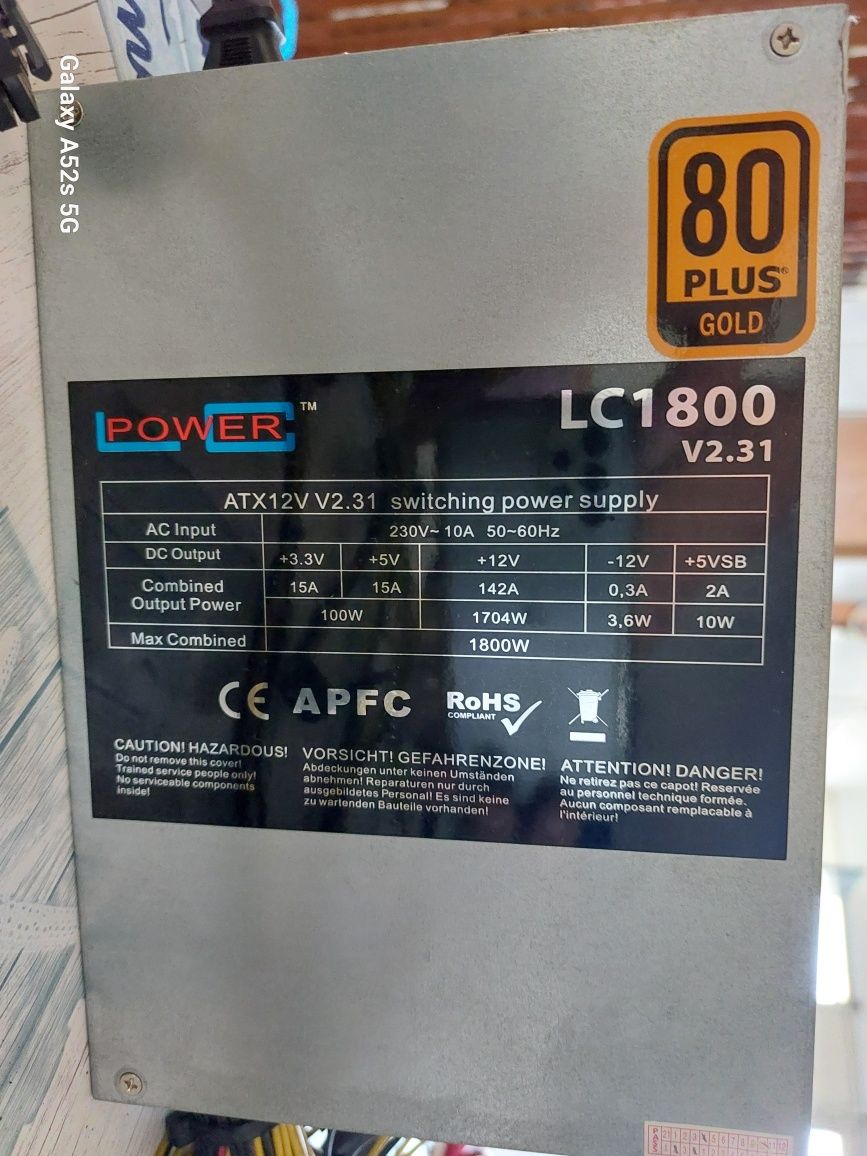 Galaxy A52s 5G
80
PLUS®
GOLD
LC POWER™
LC1800
V2.31
ATX12V V2.31 switching power supply
AC Input 230V~ 10A 50~60Hz
DC Output +3.3V +5V +12V -12V +5VSB
Combined Output Power 15A 15A 142A 0,3A 2A
100W 1704W 3,6W 10W
Max Combined 1800W
CE APFC RoHS
COMPLIANT
CAUTION! HAZARDOUS!
Do not remove this cover!
Trained service people only!
No serviceable components
inside!
VORSICHT! GEFAHRENZONE!
Abdeckungen unter keinen Umständen
abnehmen! Reparaturen nur durch
ausgebildetes Personal! Es sind keine
zu wartenden Bauteile vorhanden!
ATTENTION! DANGER!
Ne retirez pas ce capot! Reservée
au personnel technique formée.
Aucun composant remplacable à
l'intérieur!